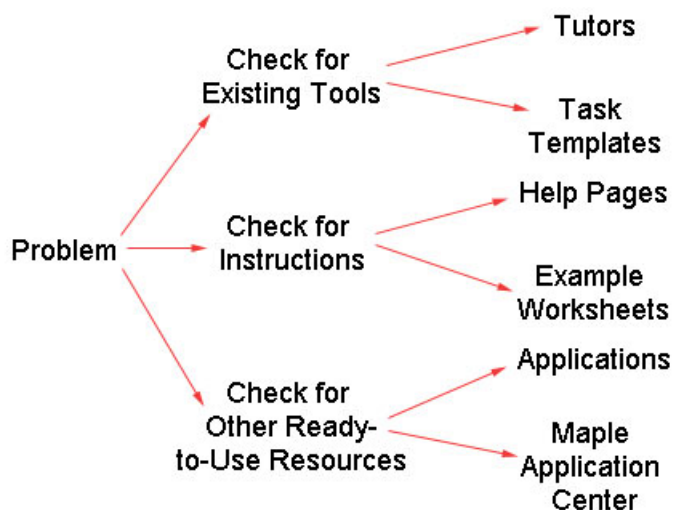 Problem
Check for
Existing Tools
Tutors
Task
Templates
Check for
Instructions
Help Pages
Example
Worksheets
Check for
Other Ready-
to-Use Resources
Applications
Maple
Application
Center